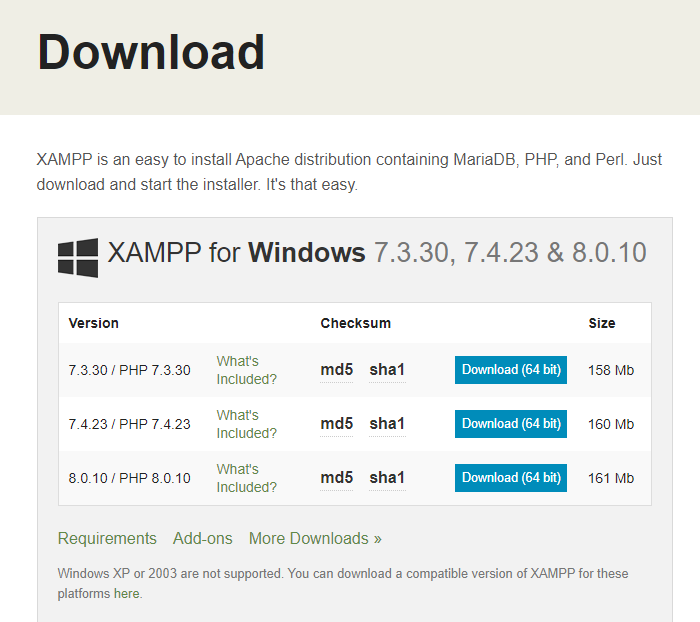 Download
XAMPP is an easy to install Apache distribution containing MariaDB, PHP, and Perl. Just
download and start the installer. It's that easy.
XAMPP for Windows 7.3.30, 7.4.23 & 8.0.10
Version Checksum Size
7.3.30 / PHP 7.3.30 What's Included? md5 sha1 Download (64 bit) 158 Mb
7.4.23 / PHP 7.4.23 What's Included? md5 sha1 Download (64 bit) 160 Mb
8.0.10 / PHP 8.0.10 What's Included? md5 sha1 Download (64 bit) 161 Mb
Requirements Add-ons More Downloads »
Windows XP or 2003 are not supported. You can download a compatible version of XAMPP for these
platforms here.